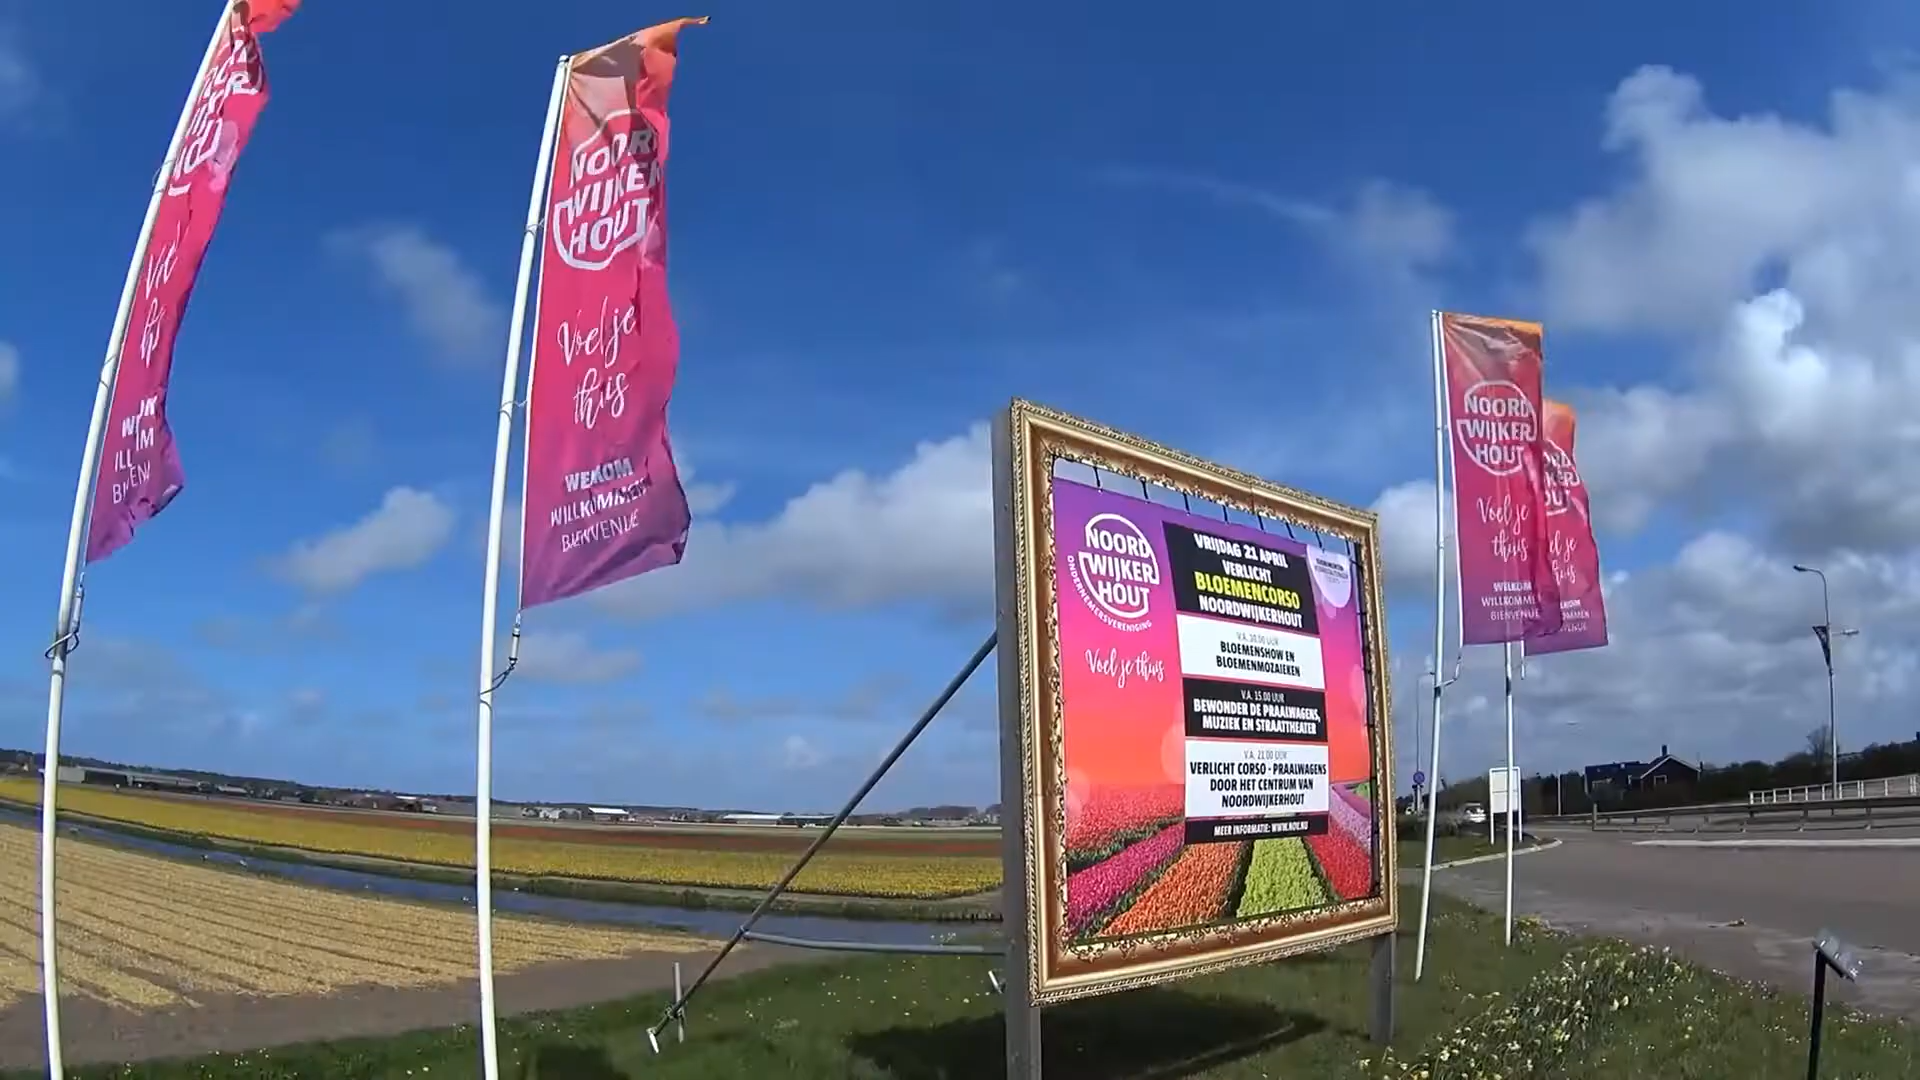 NOOR
WIJKER
HOUT
Voel je
thuis
WELKOM
WILLKOMMEN
BIENVENUE
NOORD
WIJKER
HOUT
ONDERNEMERSVERENIGING
Voel je thuis
VRIJDAG 21 APRIL
VERLICHT
BLOEMENCORSO
NOORDWIJKERHOUT
V.A. 10.00 UUR
BLOEMENSHOW EN
BLOEMENMOZAIEKEN
V.A. 15.00 UUR
BEWONDER DE PRAALWAGENS,
MUZIEK EN STRAATTHEATER
V.A. 21.00 UUR
VERLICHT CORSO - PRAALWAGENS
DOOR HET CENTRUM VAN
NOORDWIJKERHOUT
MEER INFORMATIE: WWW.NOV.NU
NOORD
WIJKER
HOUT
Voel je
thuis
WELKOM
WILLKOMME
BIENVENUE